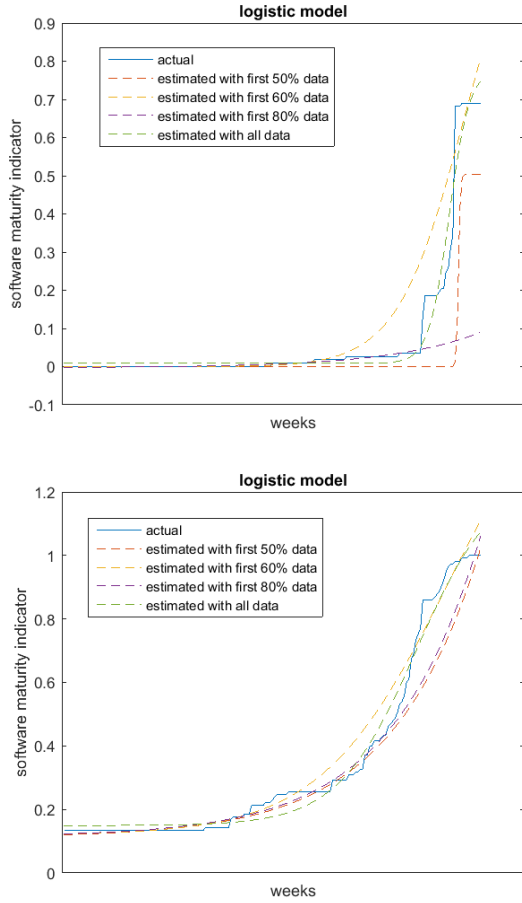 logistic model
0.9
0.8
0.7
0.6
0.5
0.4
0.3
0.2
0.1
0
-0.1
software maturity indicator
actual
estimated with first 50% data
estimated with first 60% data
estimated with first 80% data
estimated with all data
weeks
logistic model
1.2
1
0.8
0.6
0.4
0.2
0
software maturity indicator
actual
estimated with first 50% data
estimated with first 60% data
estimated with first 80% data
estimated with all data
weeks